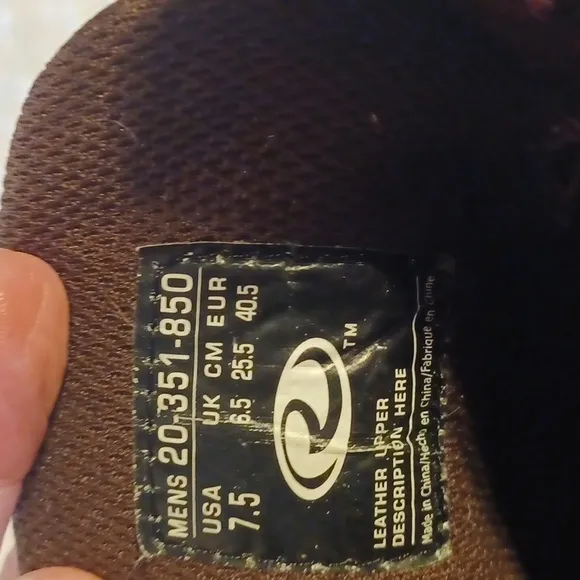 MENS 20-351-850
USA UK CM EUR
7.5 6.5 25.5 40.5
TM
LEATHER UPPER
DESCRIPTION HERE
Made in China/Hecho en China/Fabriqué en Chine